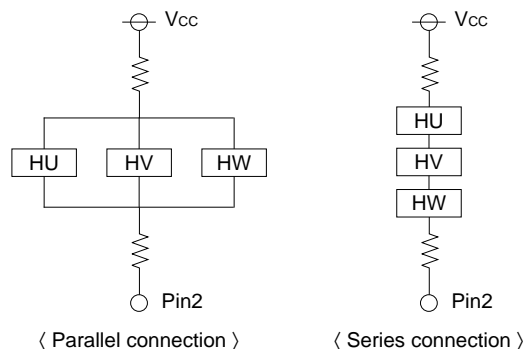 Vcc
Vcc
HU
HU HV HW
HV
HW
Pin2
Pin2
〈 Parallel connection 〉
〈 Series connection 〉